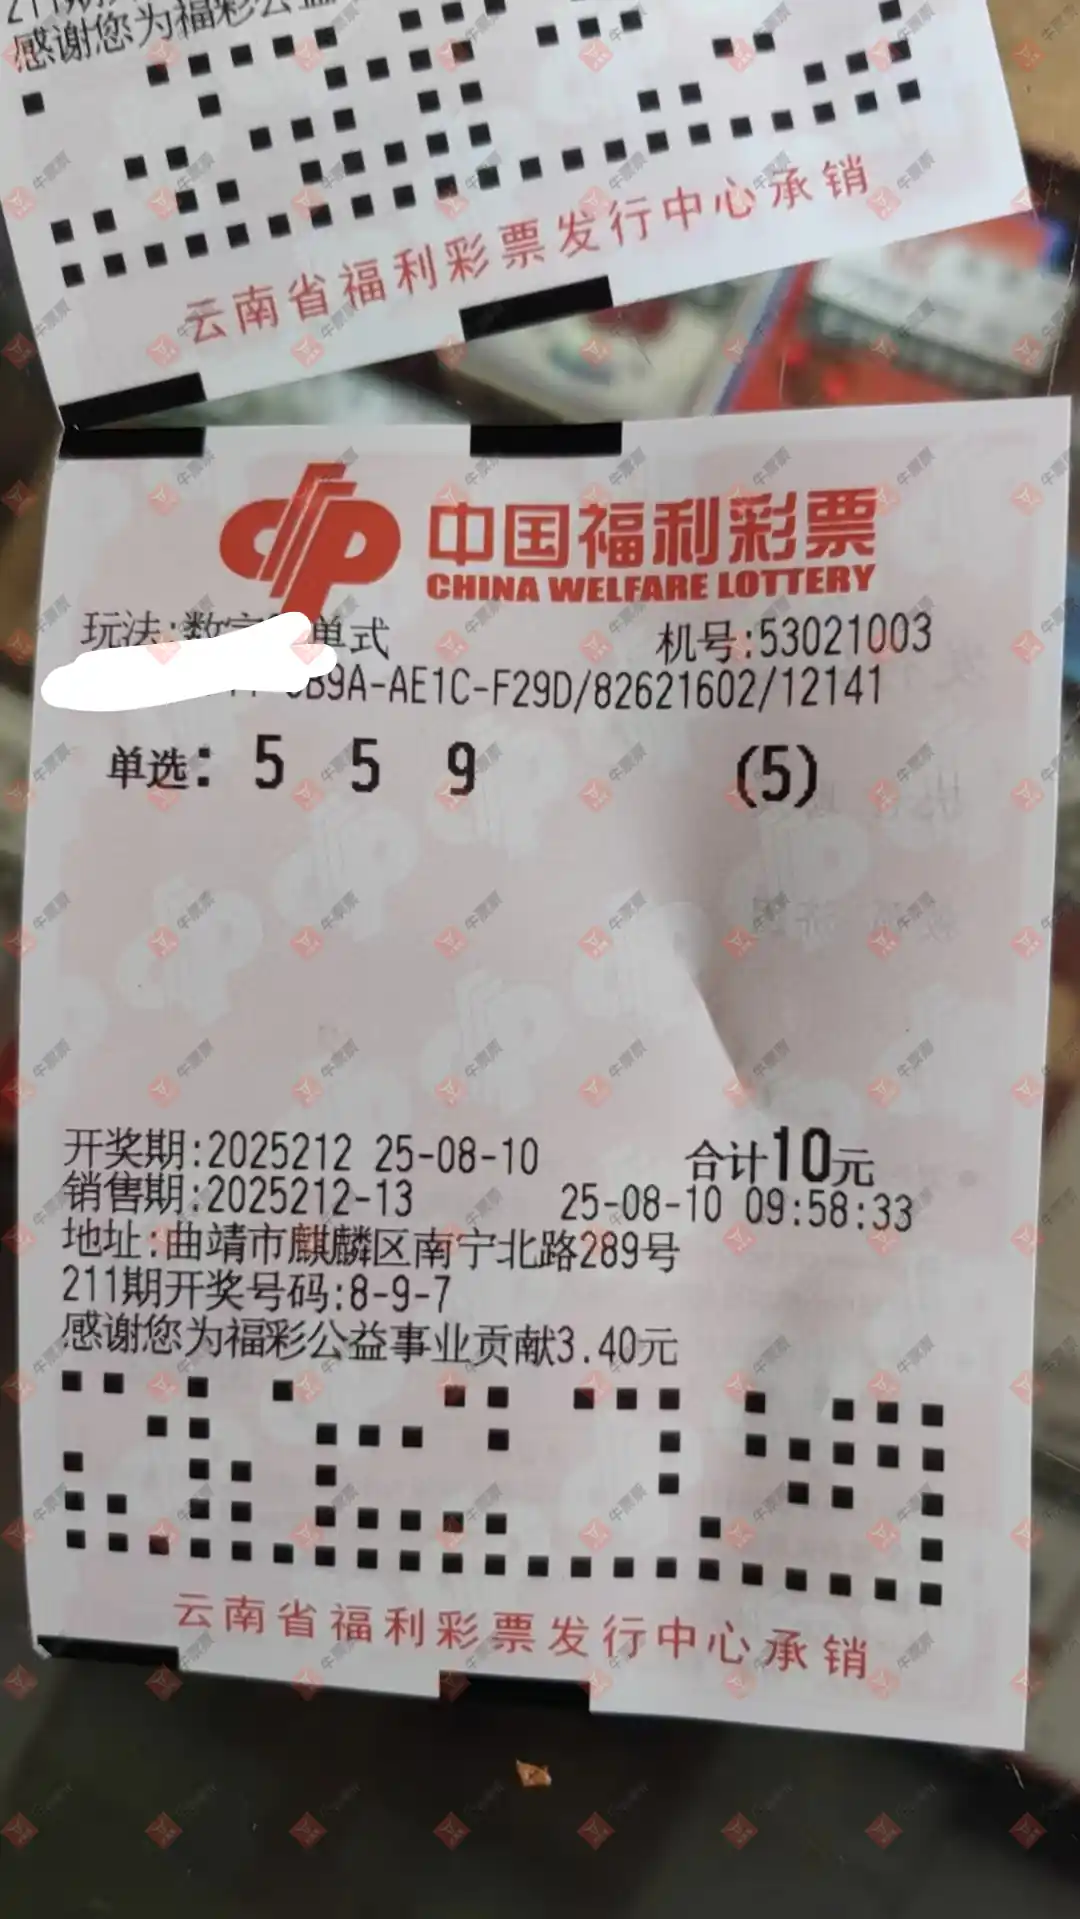 感谢您为福彩公益
云南省福利彩票发行中心承销
中国福利彩票
CHINA WELFARE LOTTERY
玩法:数字 单式
机号:53021003
B9A-AE1C-F29D/82621602/12141
单选: 5 5 9 (5)
开奖期:2025212 25-08-10 合计10元
销售期:2025212-13 25-08-10 09:58:33
地址:曲靖市麒麟区南宁北路289号
211期开奖号码:8-9-7
感谢您为福彩公益事业贡献3.40元
云南省福利彩票发行中心承销
牛票票